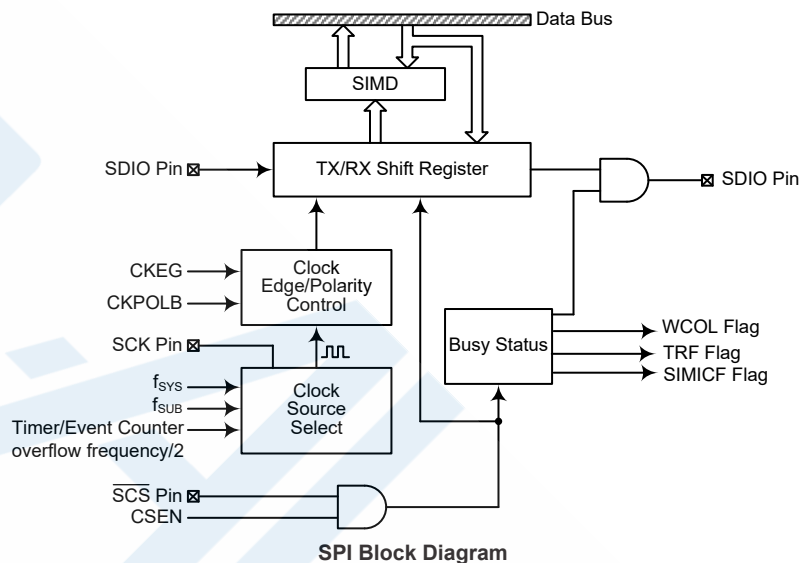 Data Bus
SIMD
SDIO Pin
TX/RX Shift Register
SDIO Pin
CKEG
CKPOLB
Clock
Edge/Polarity
Control
SCK Pin
Busy Status
WCOL Flag
TRF Flag
SIMICF Flag
fSYS
fSUB
Timer/Event Counter
overflow frequency/2
Clock
Source
Select
SCS Pin
CSEN
SPI Block Diagram